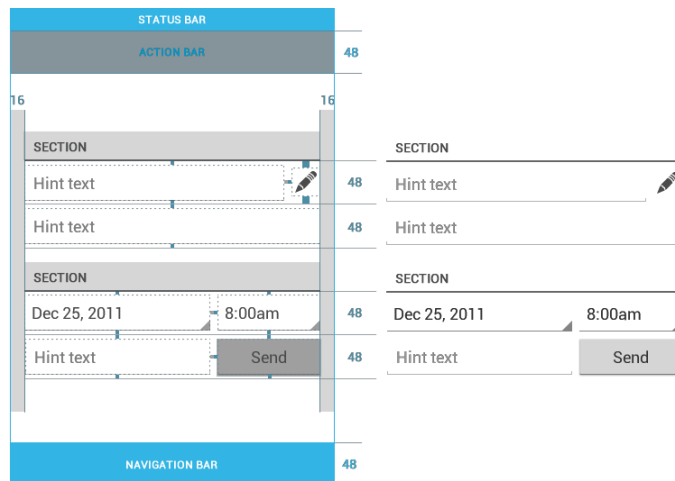 STATUS BAR
ACTION BAR
48
16 16
SECTION
Hint text
48
Hint text
48
SECTION
Dec 25, 2011 8:00am
48
Hint text Send
48
NAVIGATION BAR
48
SECTION
Hint text
Hint text
SECTION
Dec 25, 2011 8:00am
Hint text Send